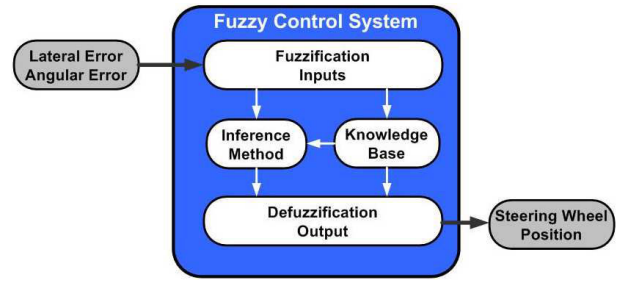 Fuzzy Control System
Lateral Error
Angular Error
Fuzzification
Inputs
Inference
Method
Knowledge
Base
Defuzzification
Output
Steering Wheel
Position